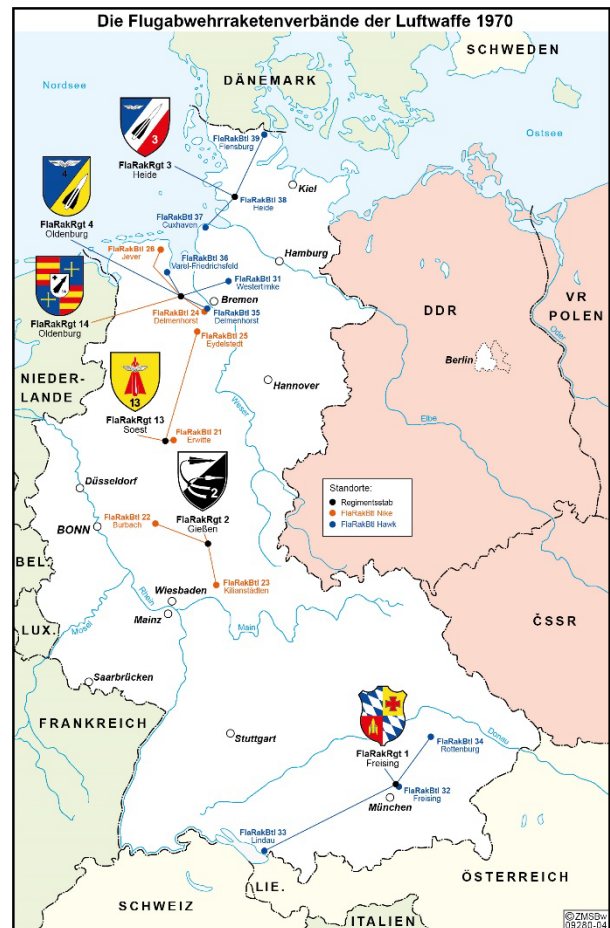 Die Flugabwehrraketenverbände der Luftwaffe 1970
SCHWEDEN
Nordsee
DÄNEMARK
Ostsee
3
FlaRakBtl 39
Flensburg
FlaRakRgt 3
Heide
Kiel
4
FlaRakBtl 38
Heide
FlaRakBtl 37
Cuxhaven
FlaRakRgt 4
Oldenburg
FlaRakBtl 26
Jever
FlaRakBtl 36
Varel-Friedrichsfeld
Hamburg
FlaRakBtl 31
Westertimke
Bremen
FlaRakRgt 14
Oldenburg
FlaRakBtl 24
Delmenhorst
FlaRakBtl 35
Delmenhorst
FlaRakBtl 25
Eydelstedt
DDR
VR
POLEN
Oder
Berlin
NIEDER-
LANDE
13
Hannover
Weser
Elbe
FlaRakRgt 13
Soest
FlaRakBtl 21
Erwitte
Düsseldorf
2
Standorte:
Regimentsstab
FlaRakBtl Nike
FlaRakBtl Hawk
FlaRakBtl 22
Burbach
FlaRakRgt 2
Gießen
BONN
BEL.
FlaRakBtl 23
Kilianstädten
Rhein
Wiesbaden
Mainz
Main
LUX.
Mosel
ČSSR
Saarbrücken
FRANKREICH
Stuttgart
Donau
FlaRakRgt 1
Freising
FlaRakBtl 34
Rottenburg
FlaRakBtl 32
Freising
München
FlaRakBtl 33
Lindau
LIE.
ÖSTERREICH
SCHWEIZ
ITALIEN
©ZMSBw
09280-04